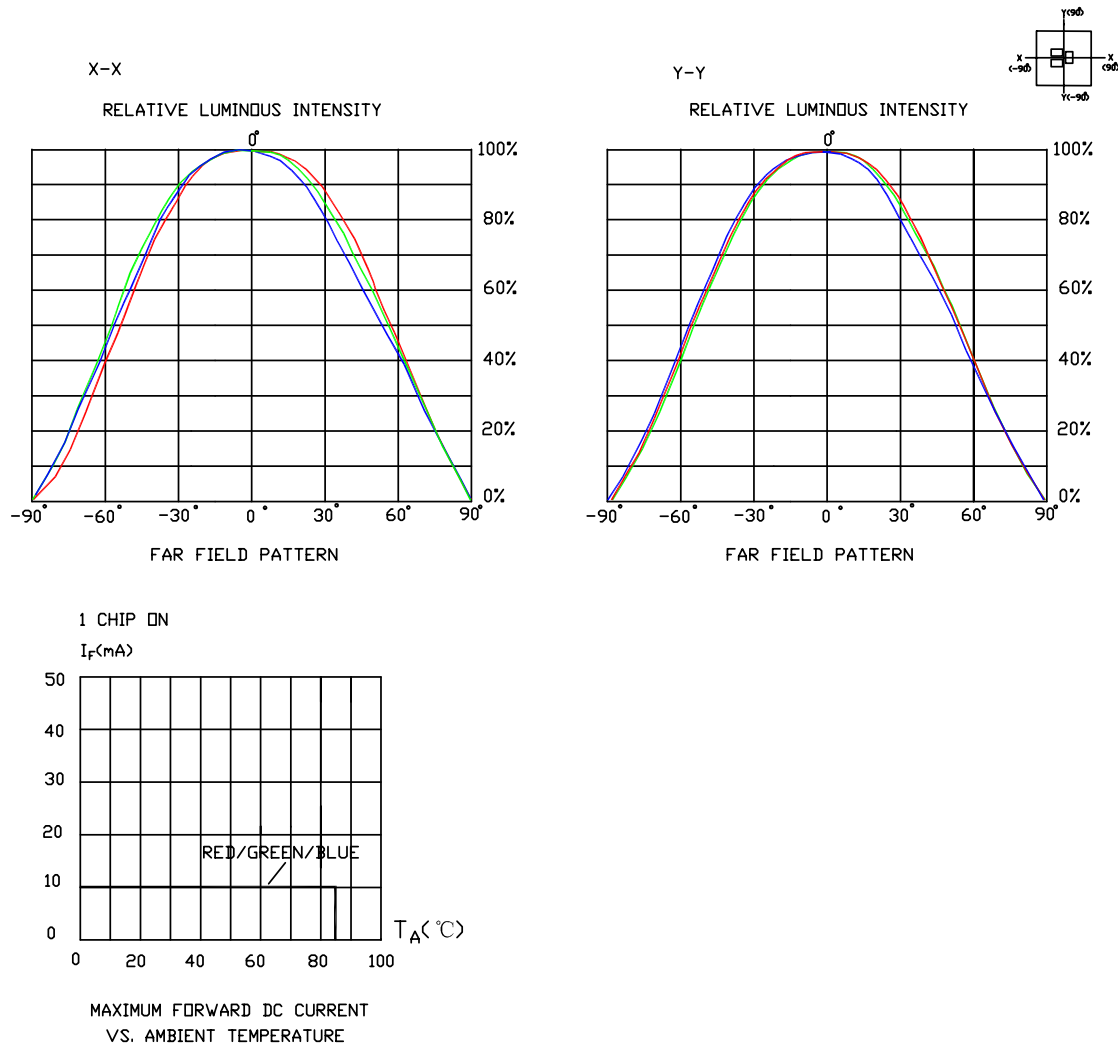 Y(90°)
X X
(-90°) (90°)
Y(-90°)
X-X
RELATIVE LUMINOUS INTENSITY
0°
100%
80%
60%
40%
20%
0%
-90° -60° -30° 0° 30° 60° 90°
FAR FIELD PATTERN
Y-Y
RELATIVE LUMINOUS INTENSITY
0°
100%
80%
60%
40%
20%
0%
-90° -60° -30° 0° 30° 60° 90°
FAR FIELD PATTERN
1 CHIP ON
IF(mA)
50
40
30
20
RED/GREEN/BLUE
10
0
TA(℃)
0 20 40 60 80 100
MAXIMUM FORWARD DC CURRENT
VS. AMBIENT TEMPERATURE